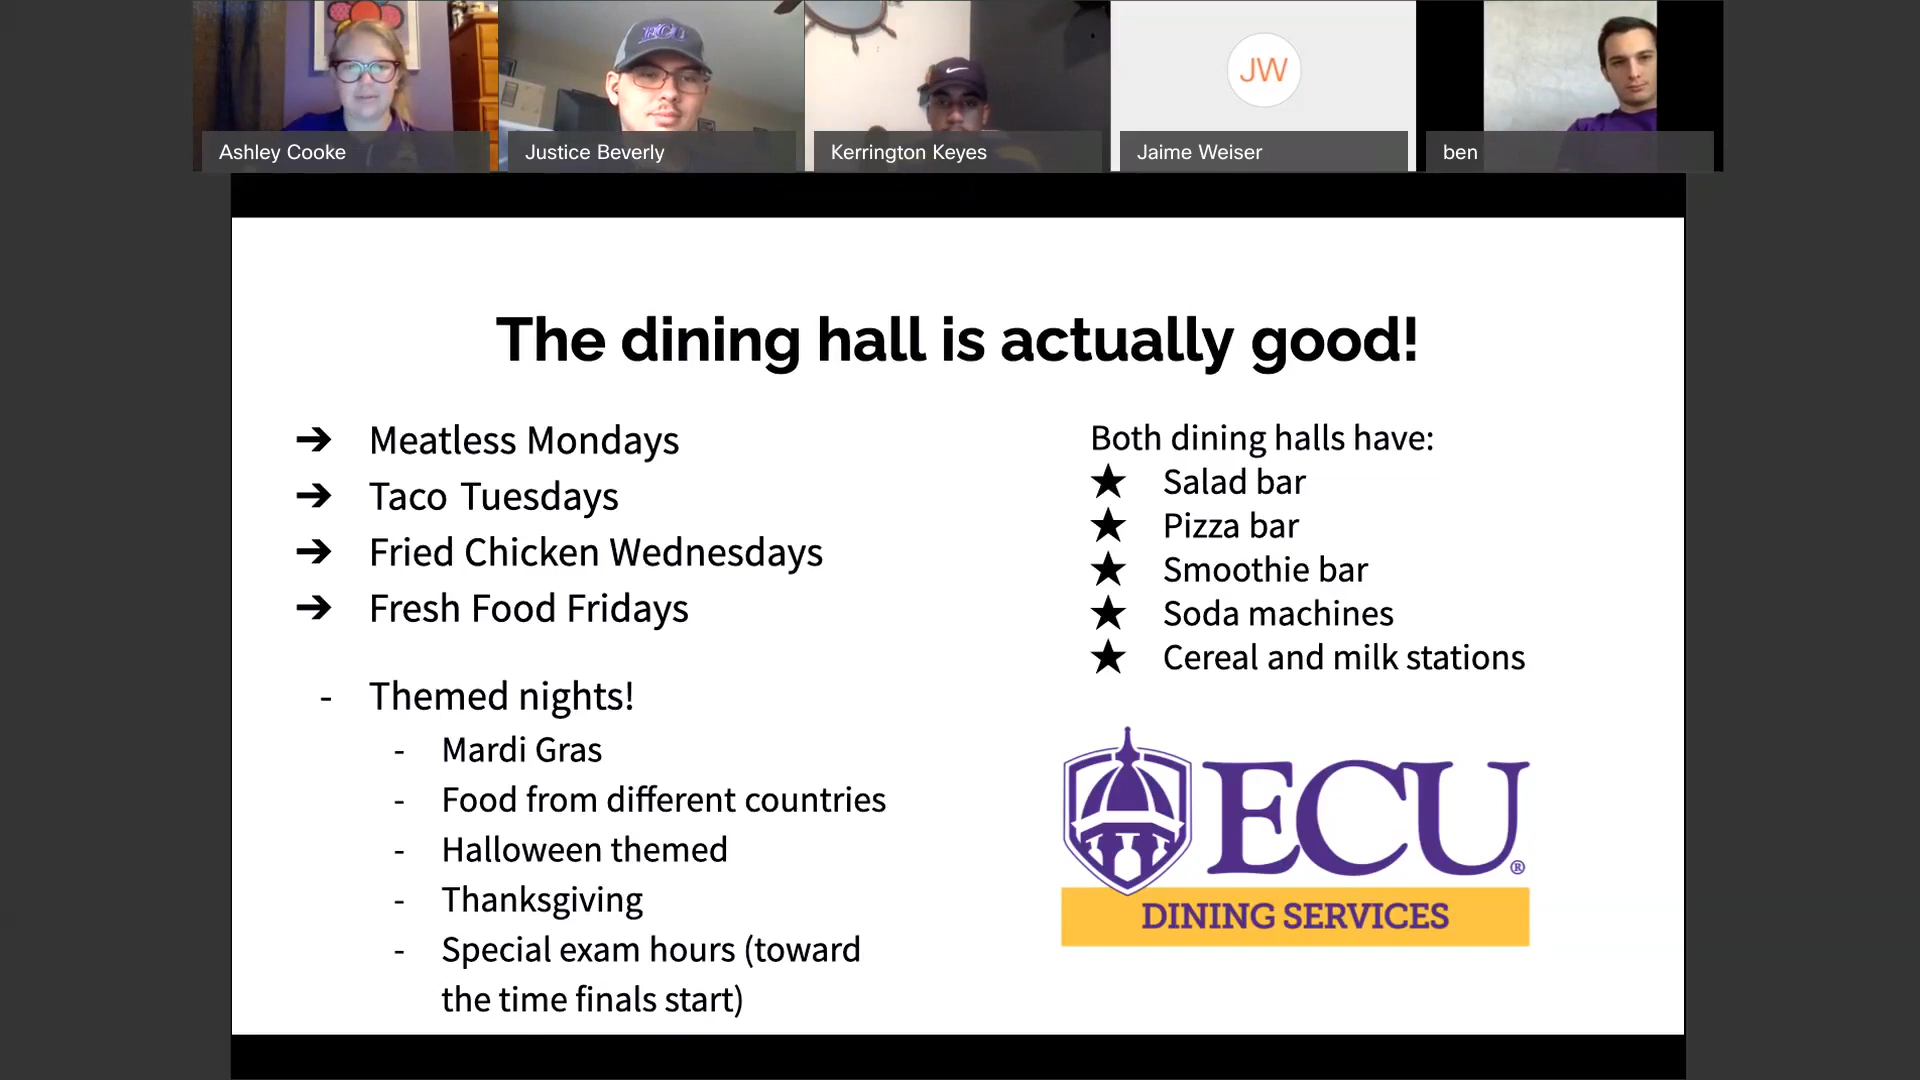 Ashley Cooke
ECU
Justice Beverly
Kerrington Keyes
JW
Jaime Weiser
ben
The dining hall is actually good!
➔ Meatless Mondays
➔ Taco Tuesdays
➔ Fried Chicken Wednesdays
➔ Fresh Food Fridays
- Themed nights!
- Mardi Gras
- Food from different countries
- Halloween themed
- Thanksgiving
- Special exam hours (toward
the time finals start)
Both dining halls have:
★ Salad bar
★ Pizza bar
★ Smoothie bar
★ Soda machines
★ Cereal and milk stations
ECU®
DINING SERVICES